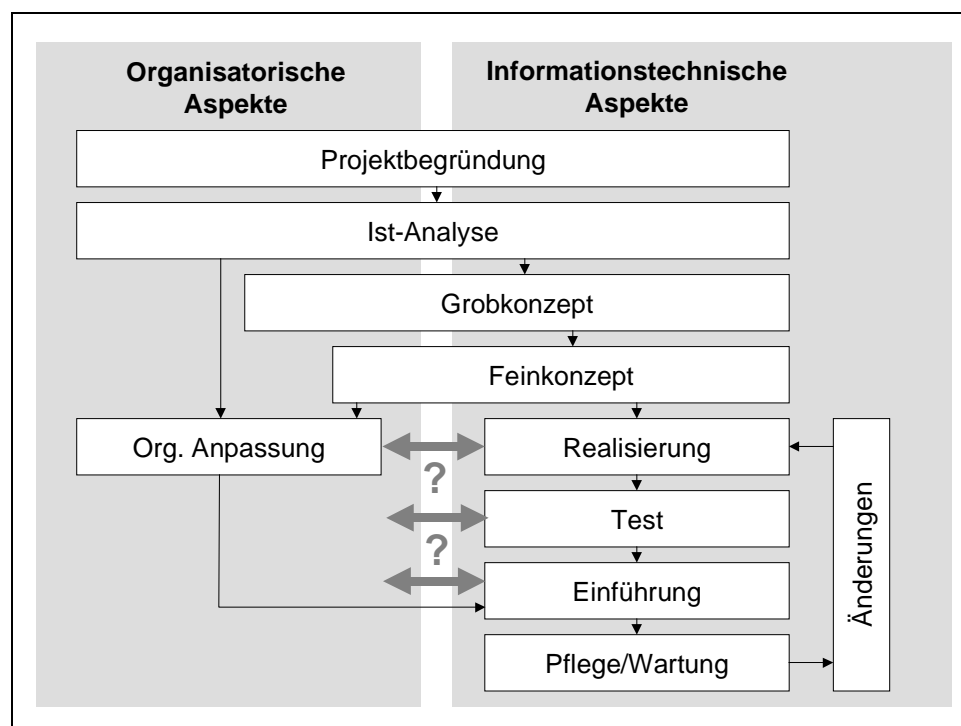 Organisatorische
Aspekte
Informationstechnische
Aspekte
Projektbegründung
Ist-Analyse
Grobkonzept
Feinkonzept
Org. Anpassung
Realisierung
?
Test
?
Einführung
Pflege/Wartung
Änderungen